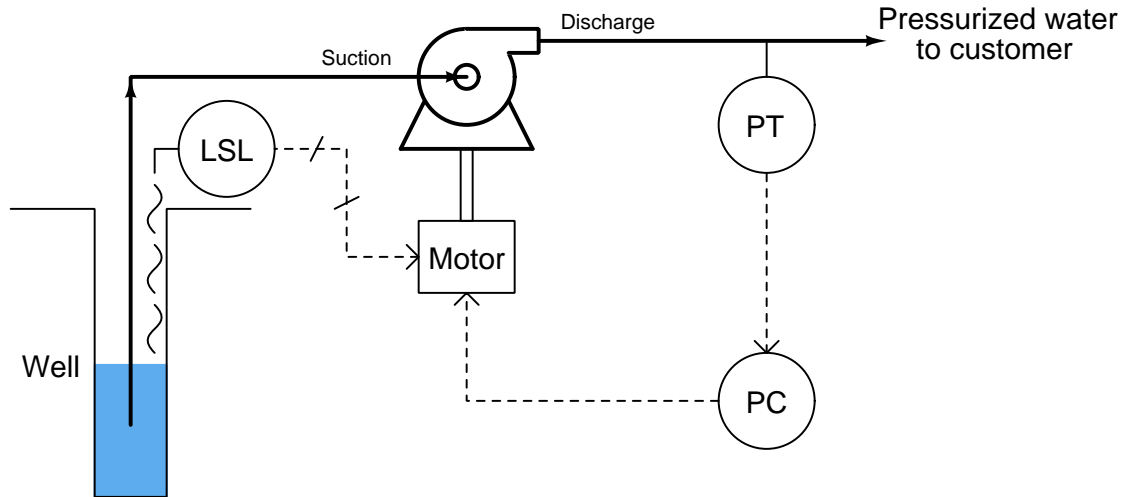 Discharge
Pressurized water
to customer
Suction
LSL
PT
Motor
Well
PC